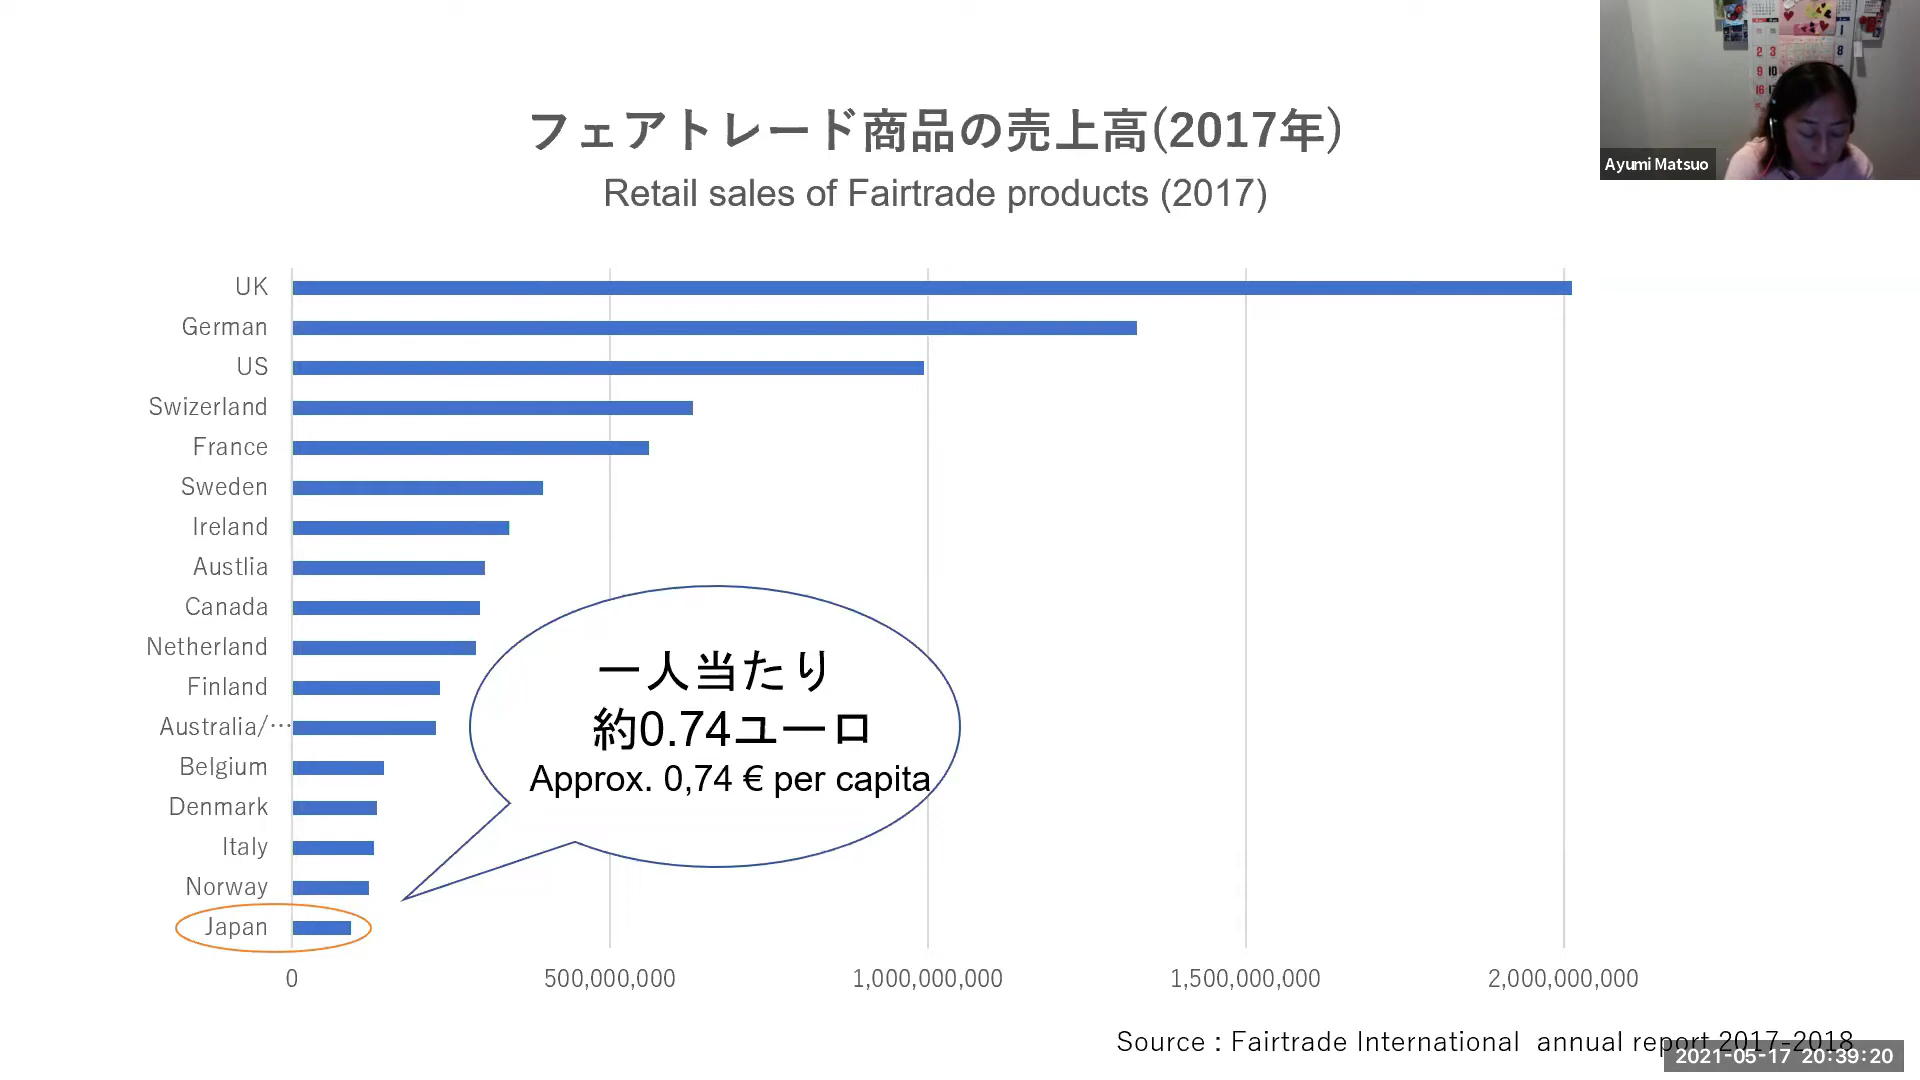 フェアトレード商品の売上高(2017年)
Retail sales of Fairtrade products (2017)
Ayumi Matsuo
UK
German
US
Swizerland
France
Sweden
Ireland
Austlia
Canada
Netherland
Finland
Australia/…
Belgium
Denmark
Italy
Norway
Japan
一人当たり
約0.74ユーロ
Approx. 0,74 € per capita
0 500,000,000 1,000,000,000 1,500,000,000 2,000,000,000
Source : Fairtrade International annual report 2017-2018
2021-05-17 20:39:20